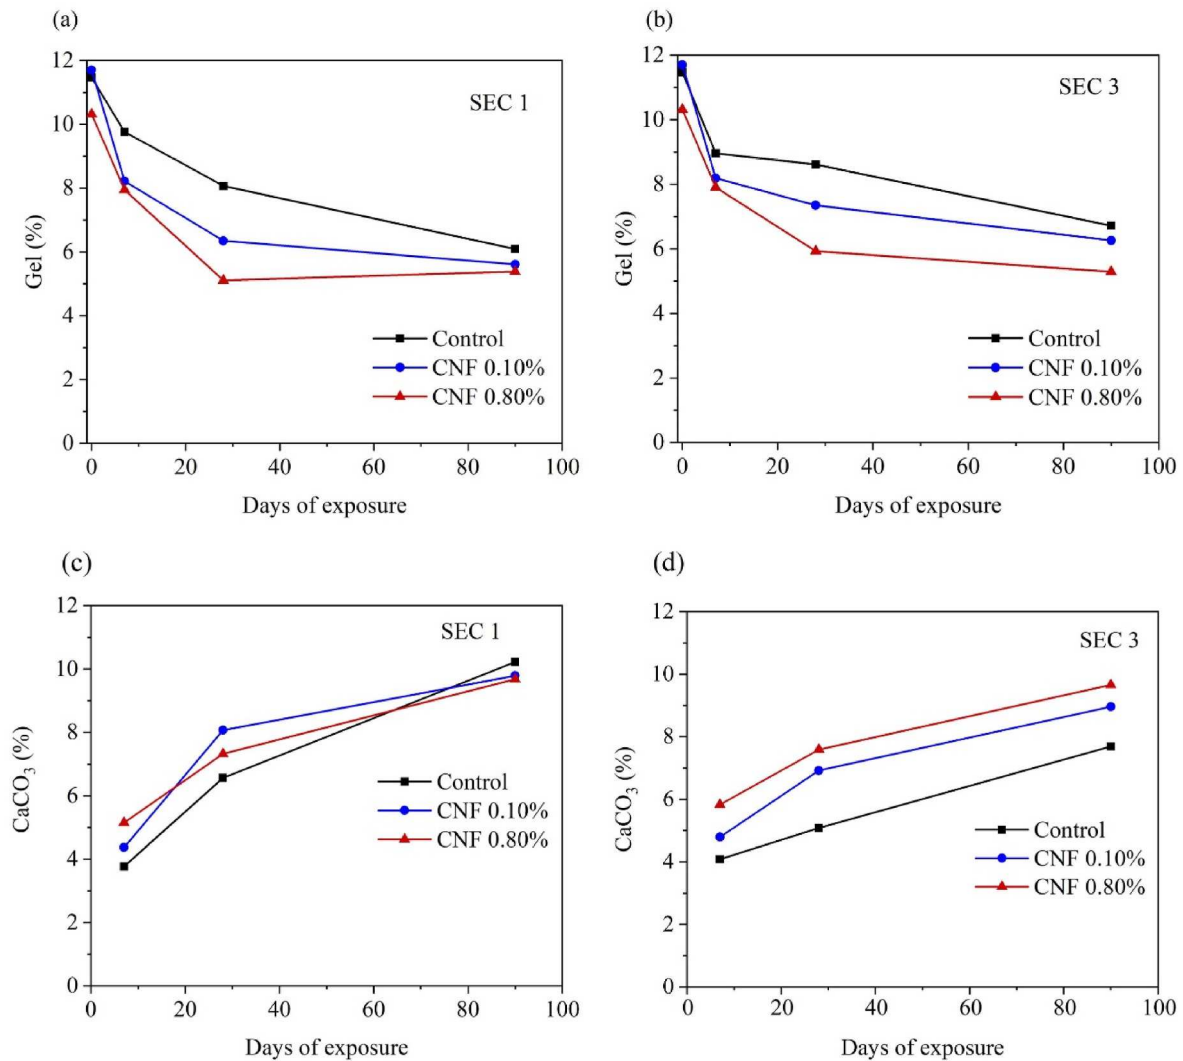 (a)
12
10
8
6
4
2
0
Gel (%)
SEC 1
Control
CNF 0.10%
CNF 0.80%
0 20 40 60 80 100
Days of exposure
(b)
12
10
8
6
4
2
0
Gel (%)
SEC 3
Control
CNF 0.10%
CNF 0.80%
0 20 40 60 80 100
Days of exposure
(c)
12
10
8
6
4
2
0
CaCO₃ (%)
SEC 1
Control
CNF 0.10%
CNF 0.80%
0 20 40 60 80 100
Days of exposure
(d)
12
10
8
6
4
2
0
CaCO₃ (%)
SEC 3
Control
CNF 0.10%
CNF 0.80%
0 20 40 60 80 100
Days of exposure